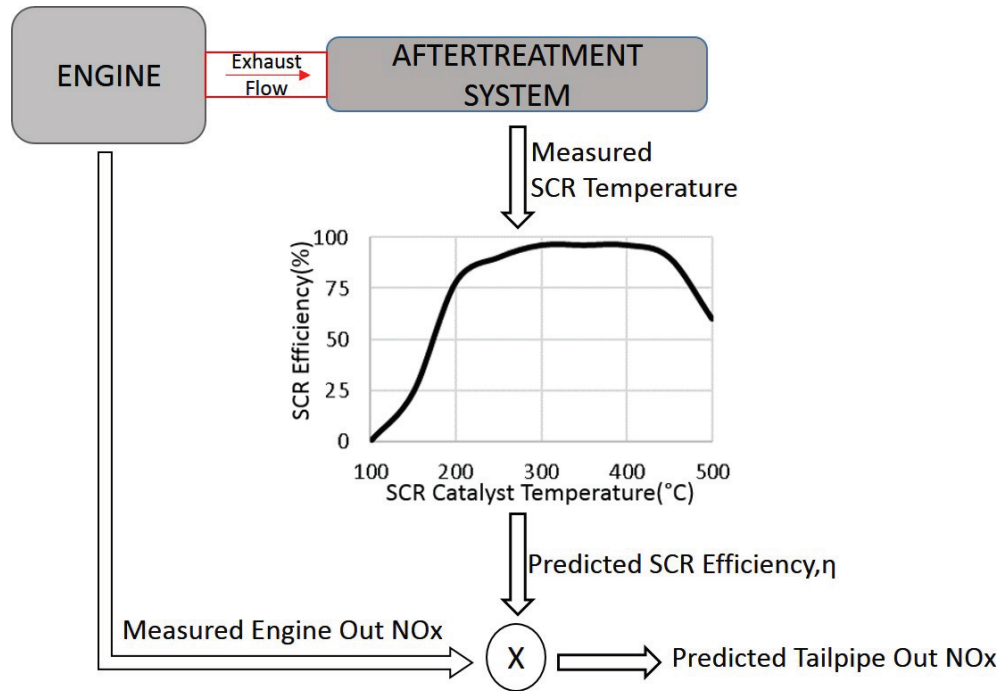 ENGINE
Exhaust
Flow
AFTERTREATMENT
SYSTEM
Measured
SCR Temperature
SCR Efficiency(%)
100
75
50
25
0
100 200 300 400 500
SCR Catalyst Temperature(°C)
Predicted SCR Efficiency,η
Measured Engine Out NOx
X
Predicted Tailpipe Out NOx